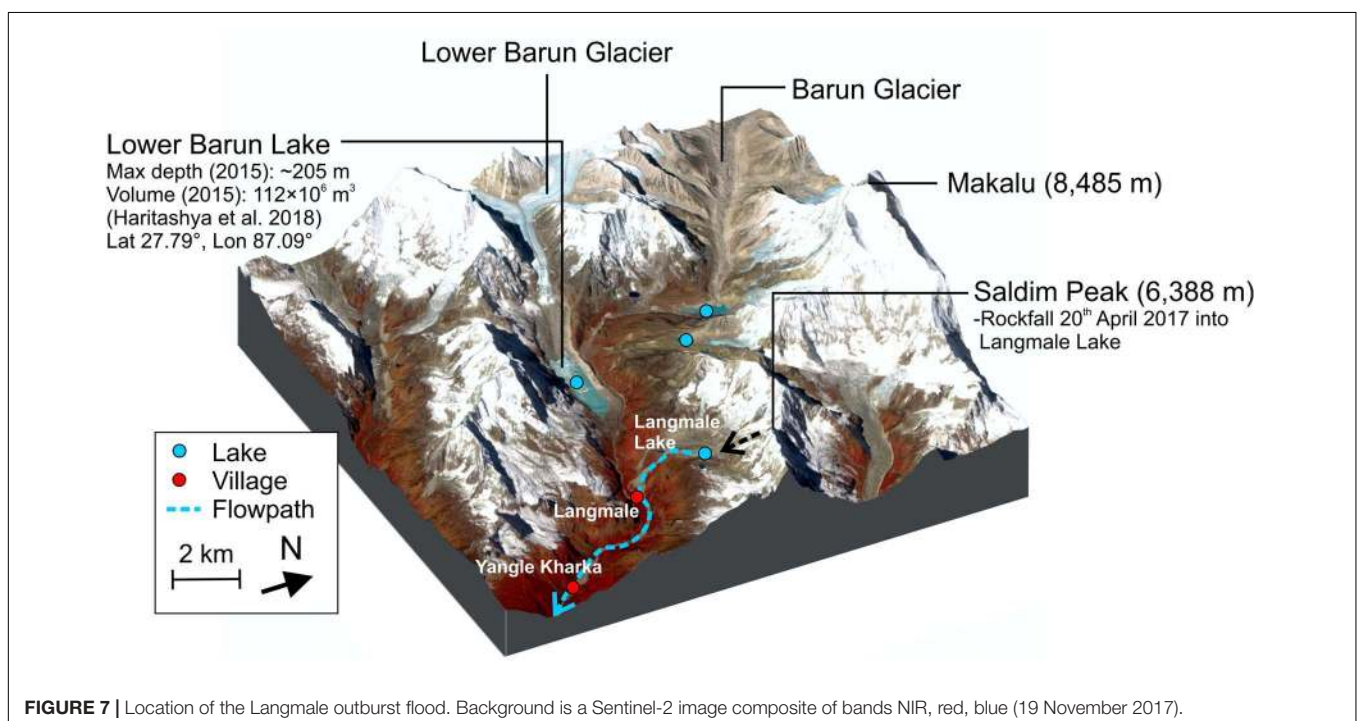 Lower Barun Glacier
Barun Glacier
Lower Barun Lake
Max depth (2015): ~205 m
Volume (2015): 112×10⁶ m³
(Haritashya et al. 2018)
Lat 27.79°, Lon 87.09°
Makalu (8,485 m)
Saldim Peak (6,388 m)
-Rockfall 20th April 2017 into
Langmale Lake
Langmale
Lake
Langmale
Yangle Kharka
Lake
Village
Flowpath
2 km
N
FIGURE 7 | Location of the Langmale outburst flood. Background is a Sentinel-2 image composite of bands NIR, red, blue (19 November 2017).